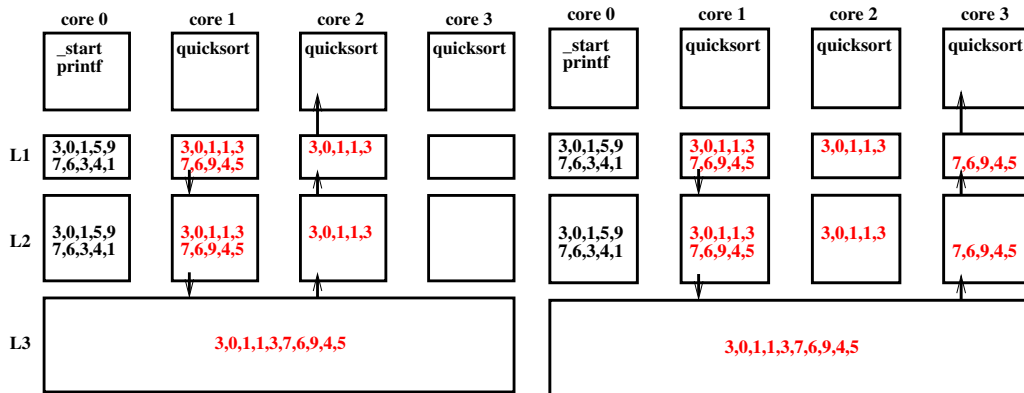 core 0 core 1 core 2 core 3
_start quicksort quicksort quicksort
printf
L1
3,0,1,5,9 3,0,1,1,3 3,0,1,1,3
7,6,3,4,1 7,6,9,4,5
L2
3,0,1,5,9 3,0,1,1,3 3,0,1,1,3
7,6,3,4,1 7,6,9,4,5
L3
3,0,1,1,3,7,6,9,4,5
core 0 core 1 core 2 core 3
_start quicksort quicksort quicksort
printf
3,0,1,5,9 3,0,1,1,3 3,0,1,1,3
7,6,3,4,1 7,6,9,4,5 7,6,9,4,5
3,0,1,5,9 3,0,1,1,3 3,0,1,1,3
7,6,3,4,1 7,6,9,4,5 7,6,9,4,5
3,0,1,1,3,7,6,9,4,5